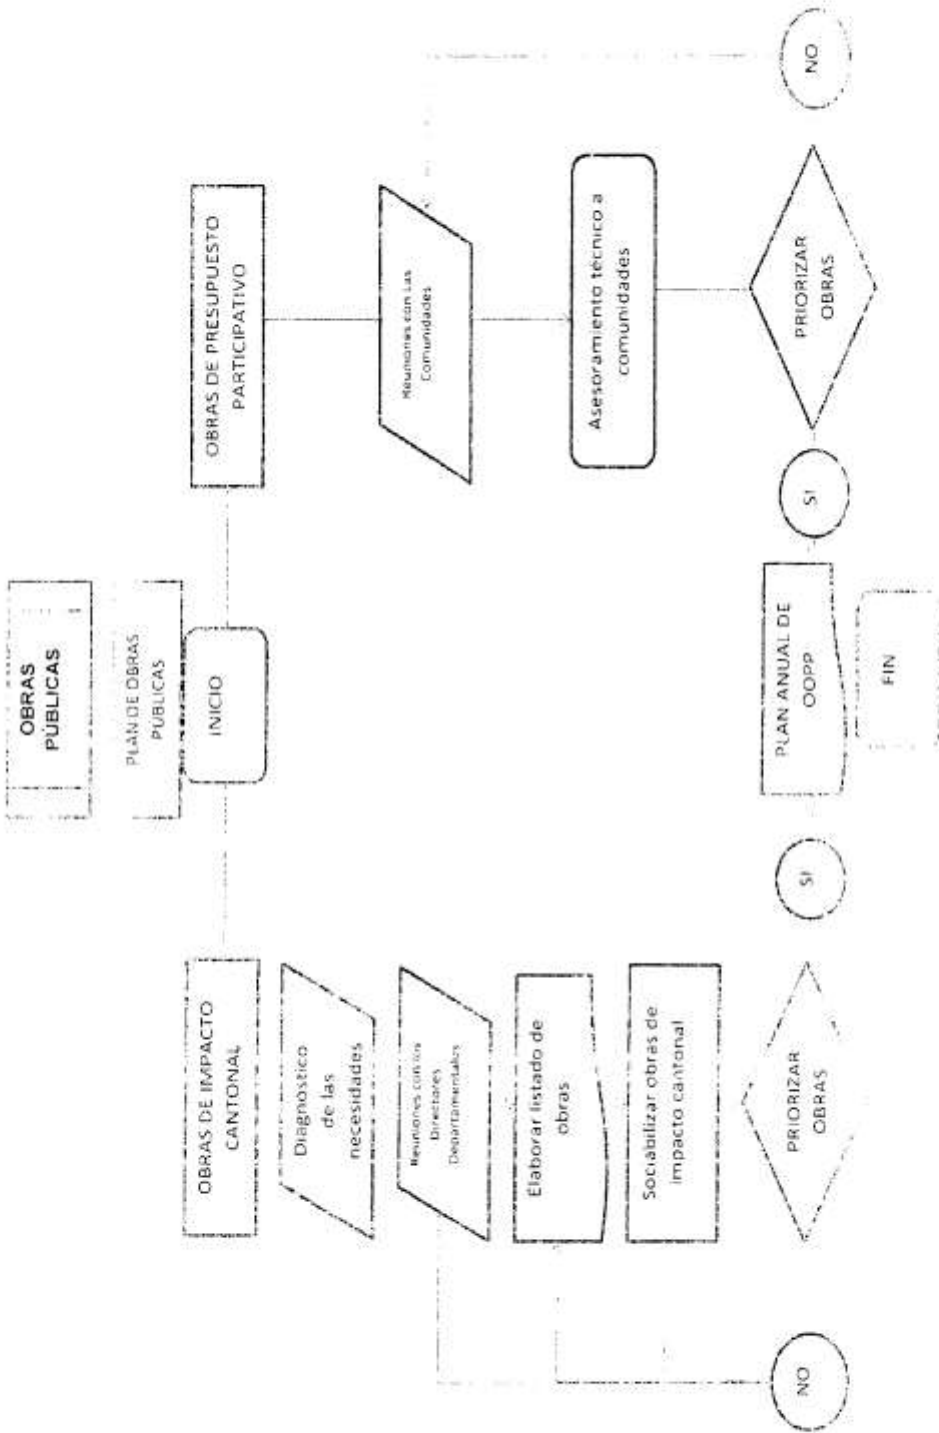 OBRAS
PÚBLICAS
PLAN DE OBRAS
PUBLICAS
INICIO
OBRAS DE IMPACTO
CANTONAL
Diagnostico
de las
necesidades
Reuniones con los
Directores
Departamentales
Elaborar listado de
obras
Sociabilizar obras de
impacto cantonal
PRIORIZAR
OBRAS
NO
SI
OBRAS DE PRESUPUESTO
PARTICIPATIVO
Reuniones con Las
Comunidades
Asesoramiento técnico a
comunidades
PRIORIZAR
OBRAS
NO
SI
PLAN ANUAL DE
OOPP
FIN